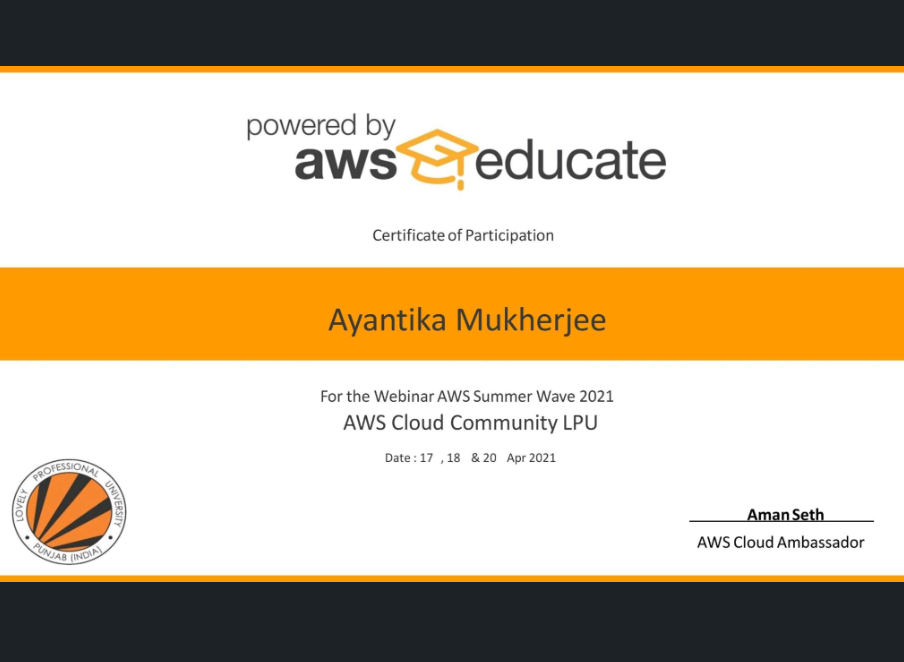 powered by
aws educate
Certificate of Participation
Ayantika Mukherjee
For the Webinar AWS Summer Wave 2021
AWS Cloud Community LPU
Date : 17 , 18 & 20 Apr 2021
LOVELY PROFESSIONAL UNIVERSITY
PUNJAB (INDIA)
Aman Seth
AWS Cloud Ambassador